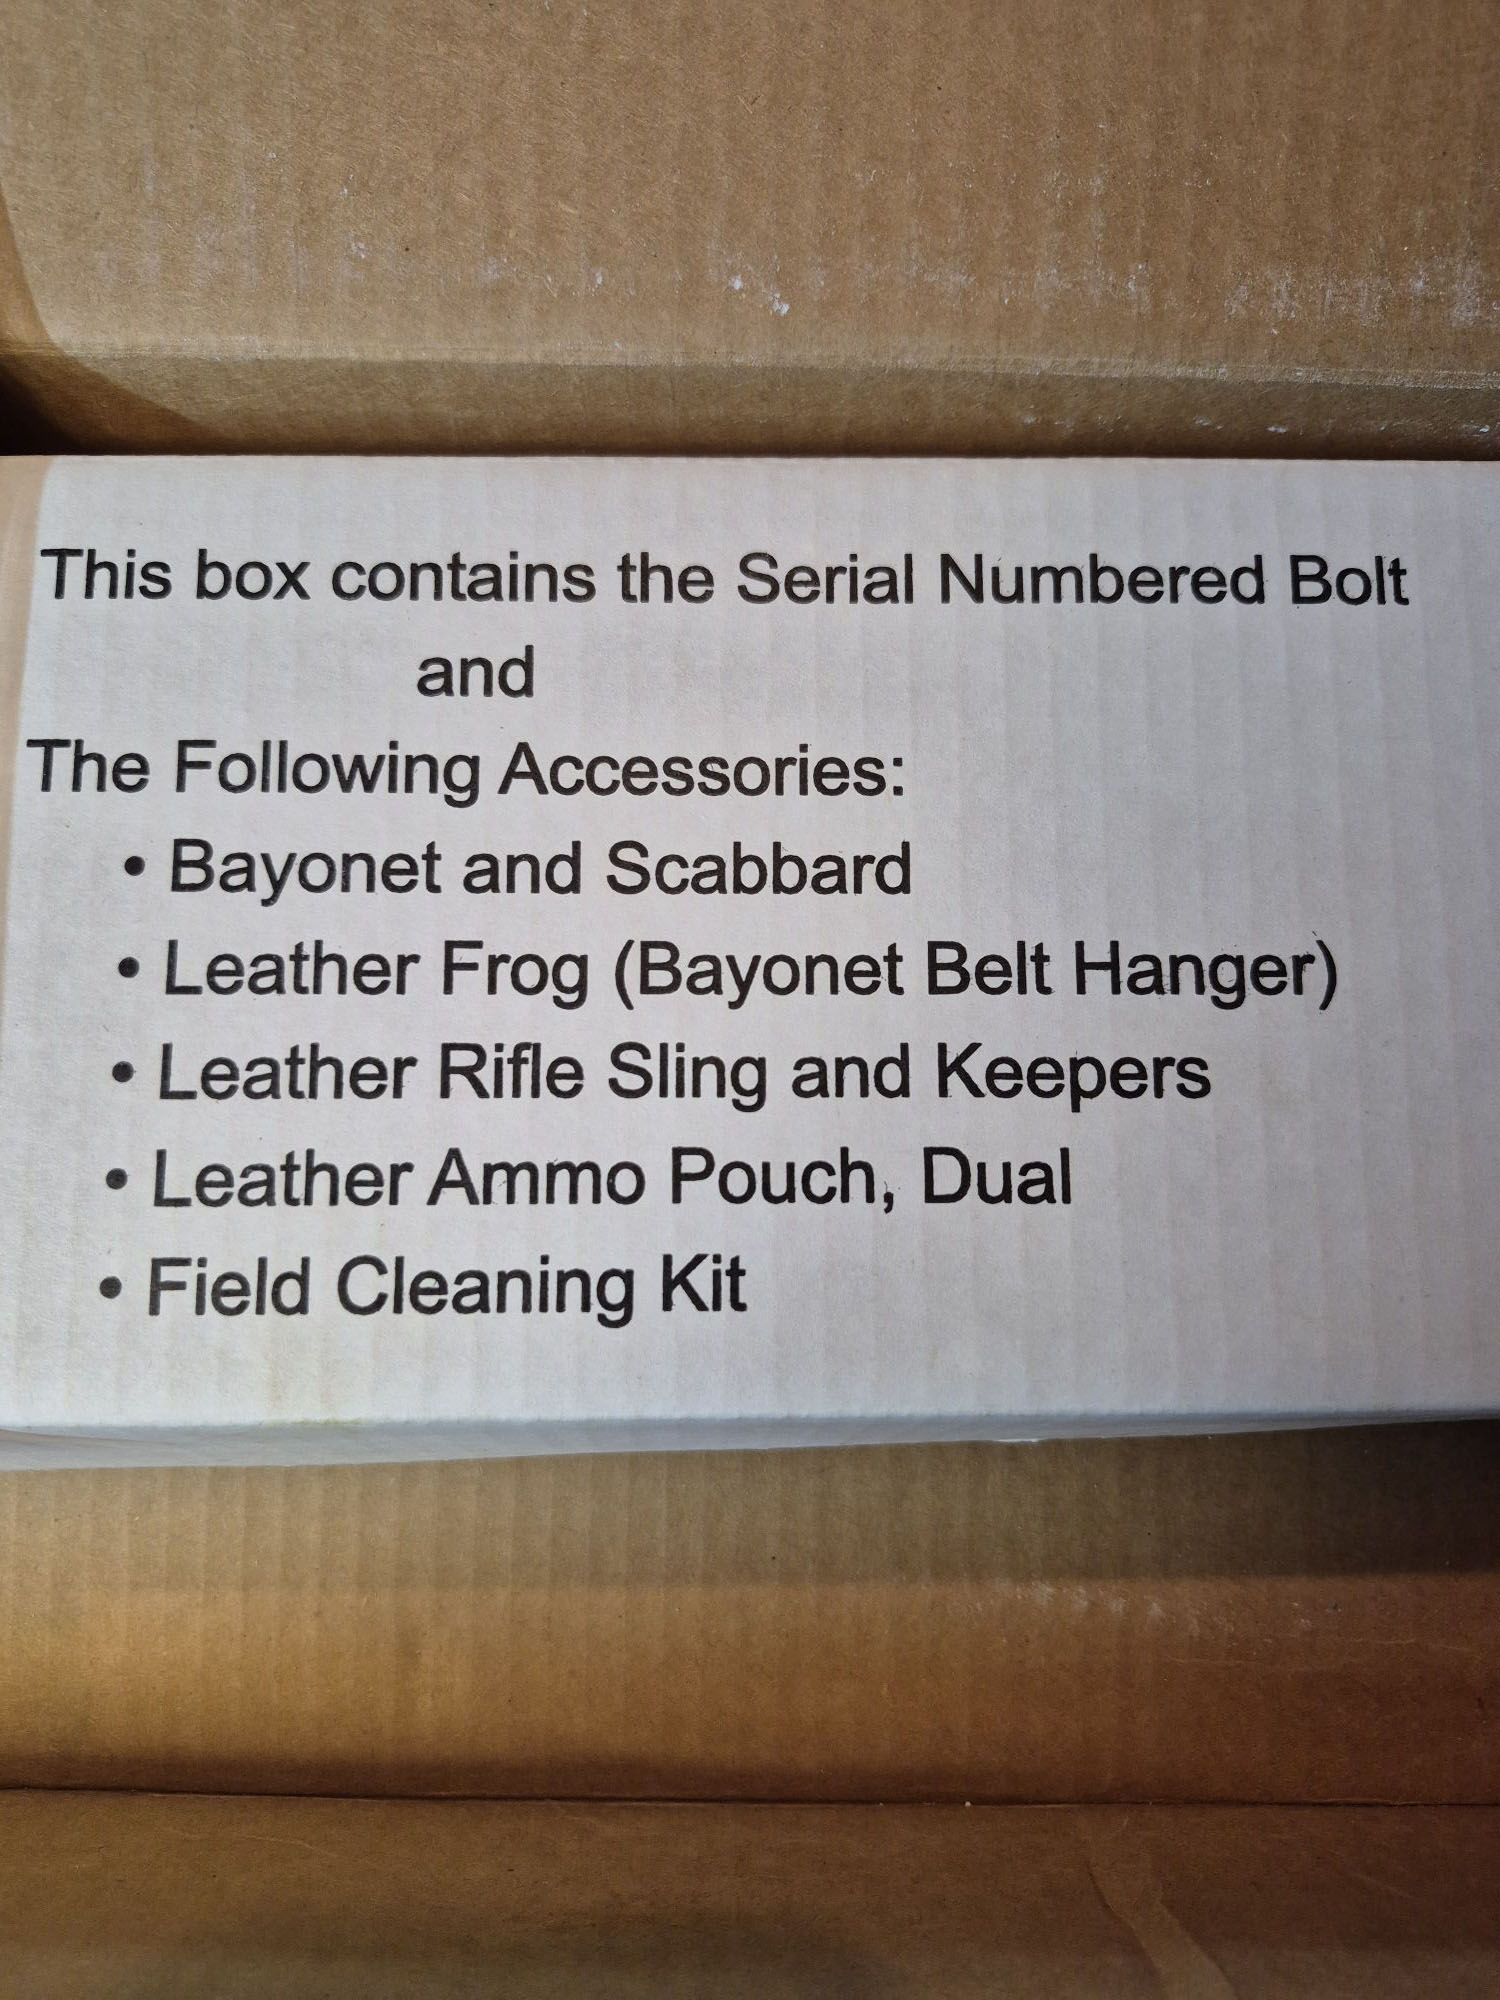 This box contains the Serial Numbered Bolt
and
The Following Accessories:
• Bayonet and Scabbard
• Leather Frog (Bayonet Belt Hanger)
• Leather Rifle Sling and Keepers
• Leather Ammo Pouch, Dual
• Field Cleaning Kit